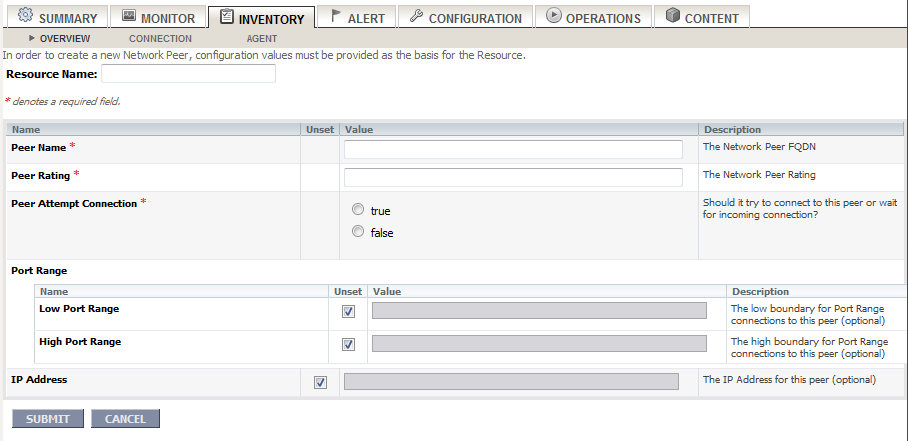 SUMMARY MONITOR INVENTORY ALERT CONFIGURATION OPERATIONS CONTENT
OVERVIEW CONNECTION AGENT
In order to create a new Network Peer, configuration values must be provided as the basis for the Resource.
Resource Name:
* denotes a required field.
Name Unset Value Description
Peer Name * The Network Peer FQDN
Peer Rating * The Network Peer Rating
Peer Attempt Connection * Should it try to connect to this peer or wait
true for incoming connection?
false
Port Range
Name Unset Value Description
Low Port Range The low boundary for Port Range
connections to this peer (optional)
High Port Range The high boundary for Port Range
connections to this peer (optional)
IP Address The IP Address for this peer (optional)
SUBMIT CANCEL